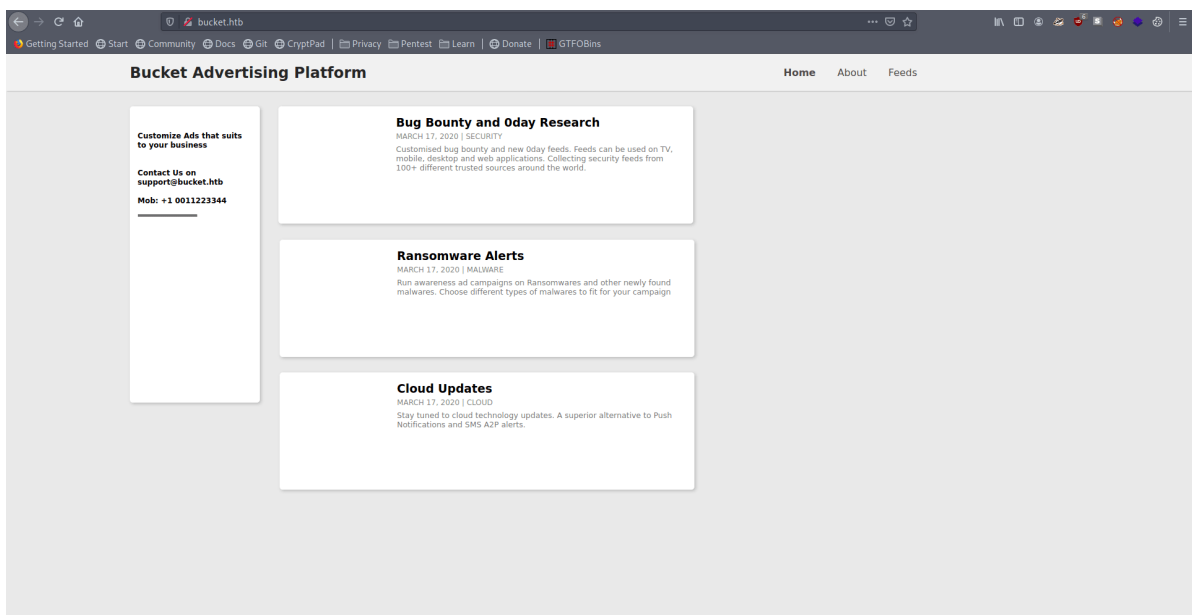 bucket.htb
Getting Started Start Community Docs Git CryptPad Privacy Pentest Learn Donate GTFOBins
Bucket Advertising Platform
Home About Feeds
Customize Ads that suits
to your business
Contact Us on
support@bucket.htb
Mob: +1 0011223344
Bug Bounty and 0day Research
MARCH 17, 2020 | SECURITY
Customised bug bounty and new 0day feeds. Feeds can be used on TV,
mobile, desktop and web applications. Collecting security feeds from
100+ different trusted sources around the world.
Ransomware Alerts
MARCH 17, 2020 | MALWARE
Run awareness ad campaigns on Ransomwares and other newly found
malwares. Choose different types of malwares to fit for your campaign
Cloud Updates
MARCH 17, 2020 | CLOUD
Stay tuned to cloud technology updates. A superior alternative to Push
Notifications and SMS A2P alerts.